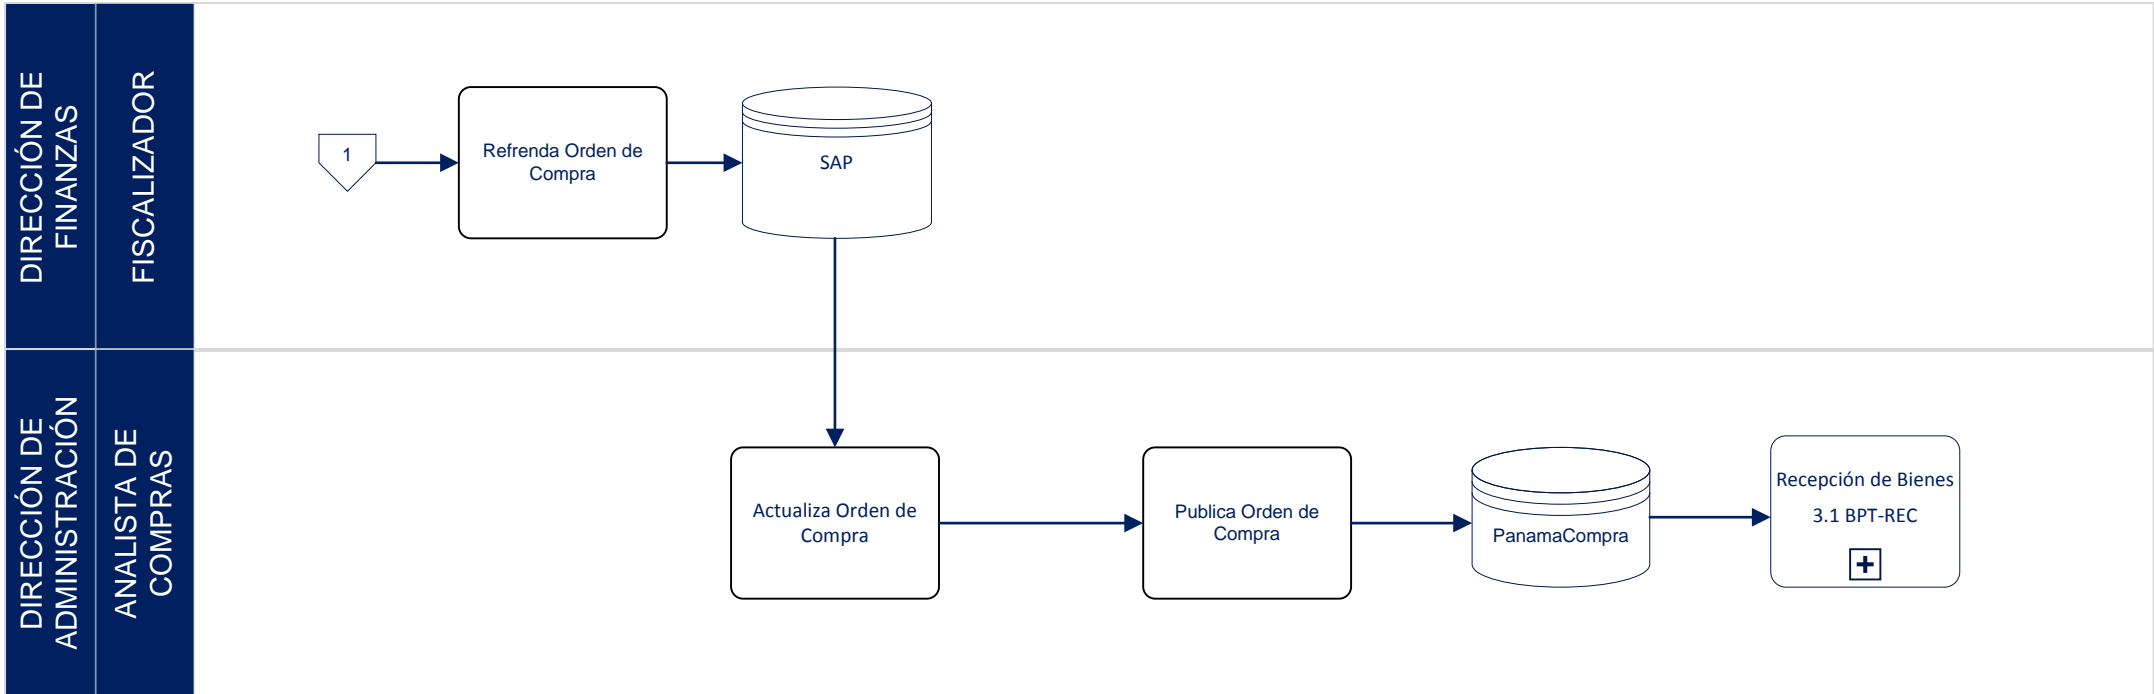 DIRECCIÓN DE
FINANZAS
FISCALIZADOR
1
Refrenda Orden de
Compra
SAP
DIRECCIÓN DE
ADMINISTRACIÓN
ANALISTA DE
COMPRAS
Actualiza Orden de
Compra
Publica Orden de
Compra
PanamaCompra
Recepción de Bienes
3.1 BPT-REC